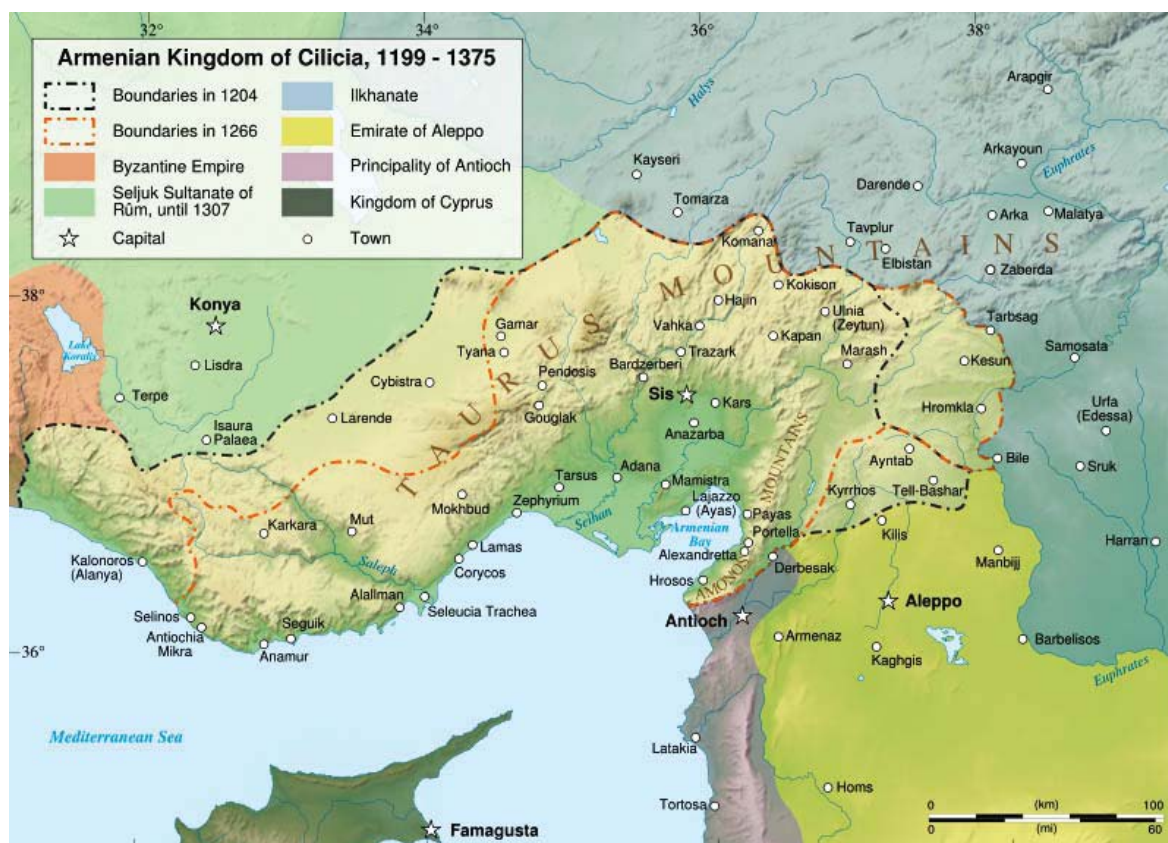 32°
34°
36°
38°
Armenian Kingdom of Cilicia, 1199 - 1375
Boundaries in 1204
Boundaries in 1266
Byzantine Empire
Seljuk Sultanate of
Rûm, until 1307
Capital
Ilkhanate
Emirate of Aleppo
Principality of Antioch
Kingdom of Cyprus
Town
Halys
Arapgir
Arkayoun
Euphrates
Kayseri
Darende
Tomarza
Arka
Malatya
Komana
Tavplur
Elbistan
TAURUS MOUNTAINS
Zaberda
38°
Konya
Lake
Koralis
Kokison
Hajin
Ulnia
(Zeytun)
Tarbsag
Gamar
Vahka
Kapan
Samosata
Tyana
Bardzerberi
Trazark
Marash
Kesun
Lisdra
Cybistra
Pendosis
Terpe
Sis
Kars
Hromkla
Urfa
(Edessa)
Larende
Gouglak
Isaura
Palaea
Anazarba
AMONOS MOUNTAINS
Ayntab
Bile
Sruk
Tarsus
Adana
Mamistra
Tell-Bashar
Mokhbud
Zephyrium
Lajazzo
(Ayas)
Payas
Kyrrhos
Seihan
Armenian
Bay
Portella
Kilis
Karkara
Mut
Lamas
Alexandretta
Harran
Kalonoros
(Alanya)
Saleph
Corycos
Hrosos
Derbesak
Manbijj
Alallman
Seleucia Trachea
Aleppo
Selinos
Antioch
Antiochia
Mikra
Seguik
Armenaz
Barbelisos
36°
Anamur
Kaghgis
Euphrates
Mediterranean Sea
Latakia
Homs
Tortosa
Famagusta
0 (km) 100
0 (mi) 60